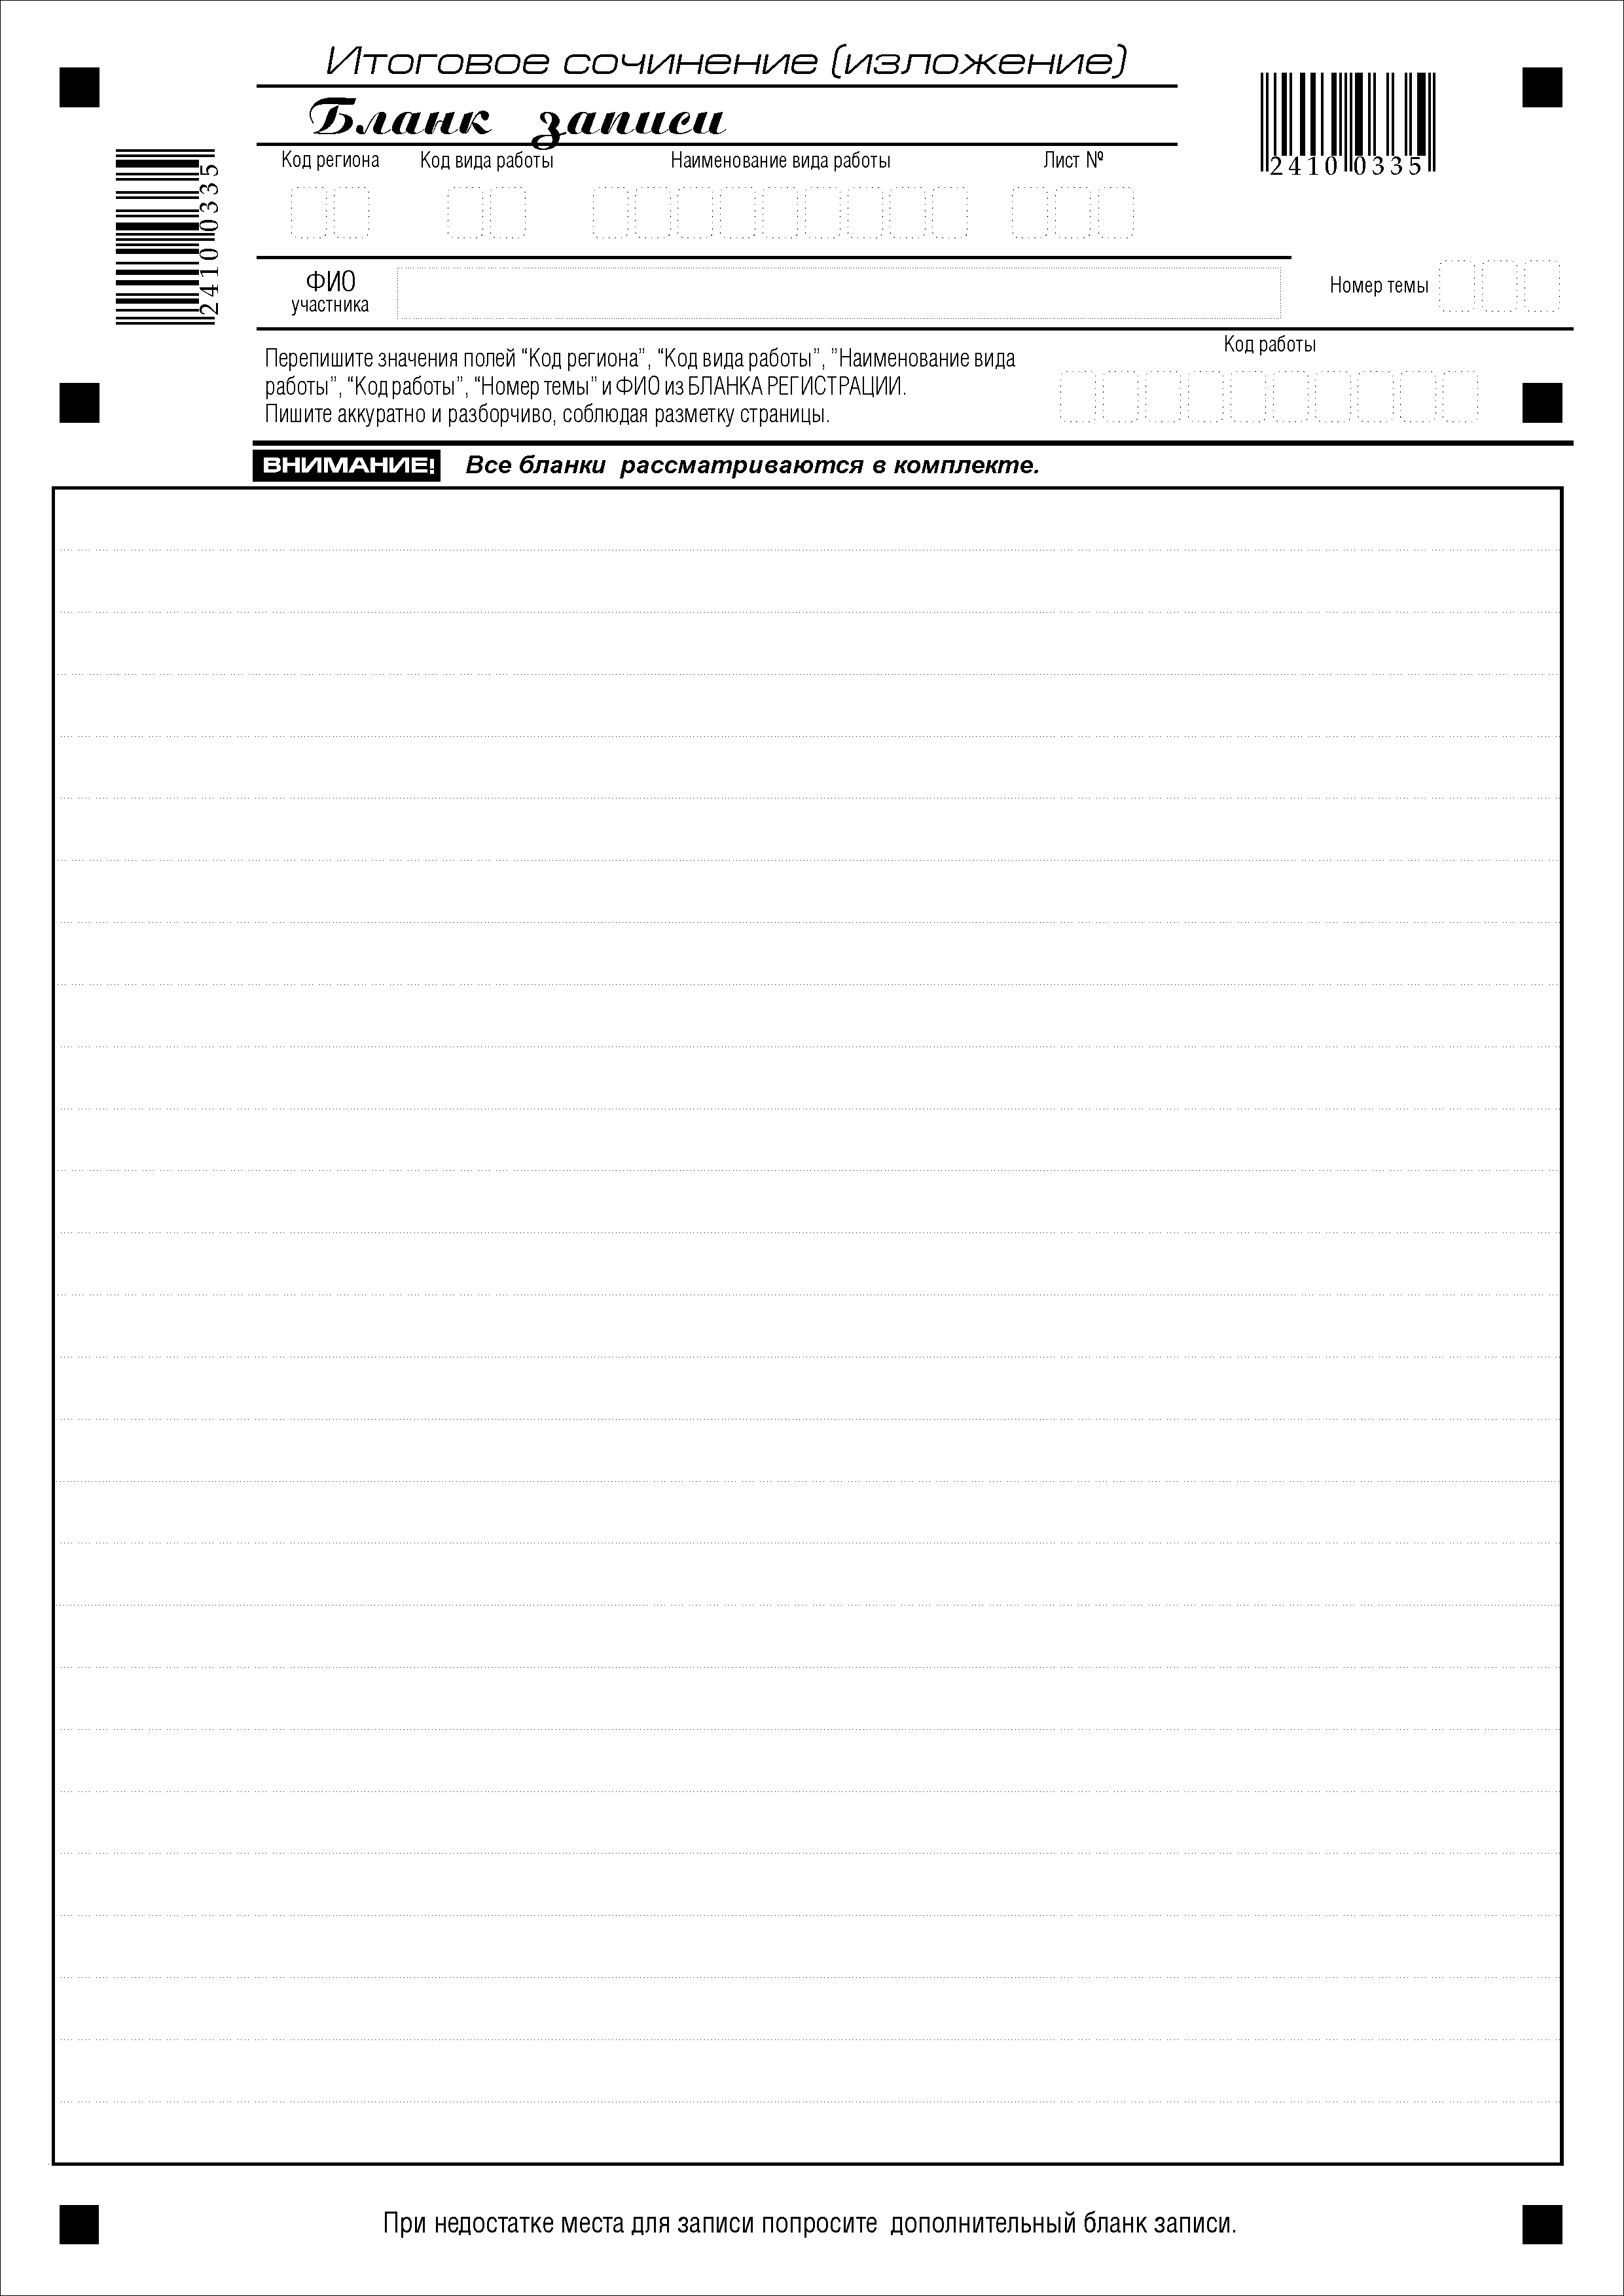 Итоговое сочинение (изложение)
Бланк записи
Код региона Код вида работы Наименование вида работы Лист №
2410 0335
2410 0335
ФИО
участника
Номер темы
Код работы
Перепишите значения полей “Код региона”, “Код вида работы”, ”Наименование вида
работы”, “Код работы”, “Номер темы” и ФИО из БЛАНКА РЕГИСТРАЦИИ.
Пишите аккуратно и разборчиво, соблюдая разметку страницы.
ВНИМАНИЕ! Все бланки рассматриваются в комплекте.
При недостатке места для записи попросите дополнительный бланк записи.